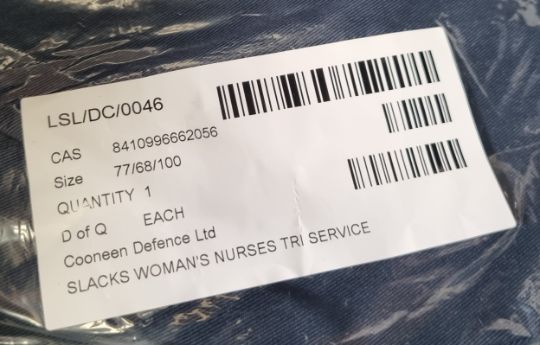 LSL/DC/0046
CAS 8410996662056
Size 77/68/100
QUANTITY 1
D of Q EACH
Cooneen Defence Ltd
SLACKS WOMAN'S NURSES TRI SERVICE